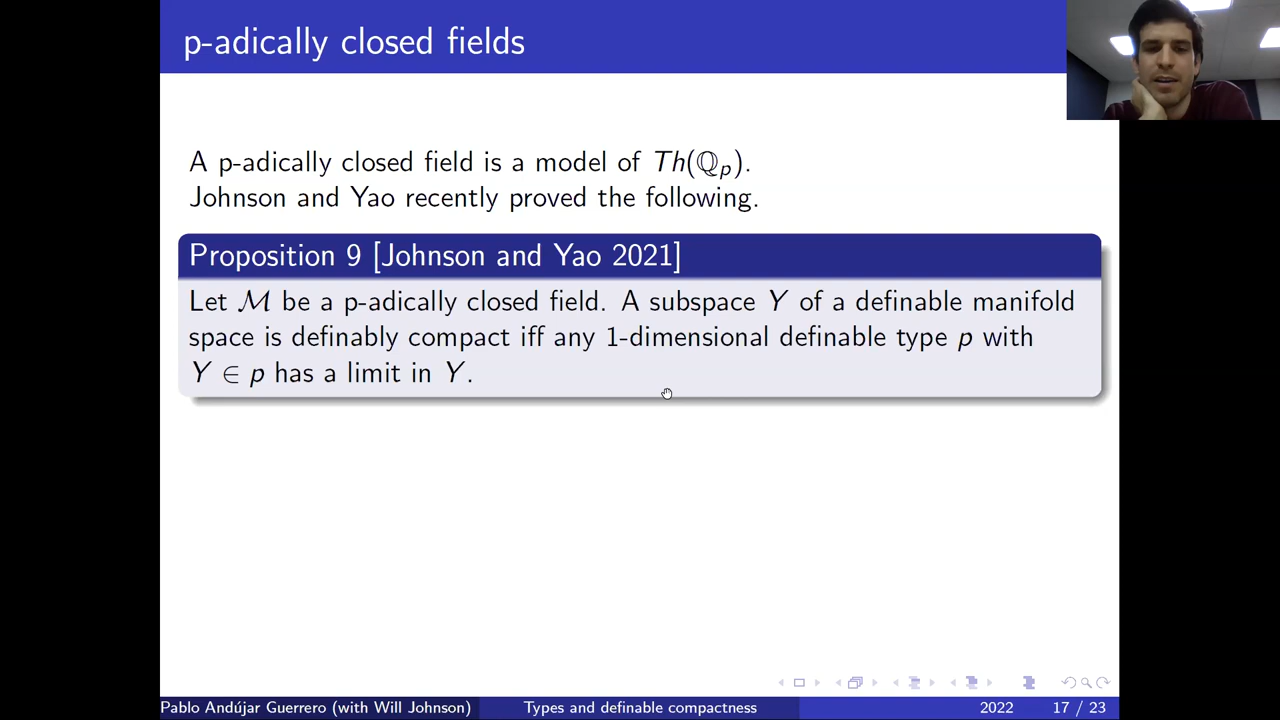 p-adically closed fields
A p-adically closed field is a model of Th(ℚₚ).
Johnson and Yao recently proved the following.
Proposition 9 [Johnson and Yao 2021]
Let ℳ be a p-adically closed field. A subspace Y of a definable manifold
space is definably compact iff any 1-dimensional definable type p with
Y ∈ p has a limit in Y.
Pablo Andújar Guerrero (with Will Johnson) Types and definable compactness 2022 17 / 23